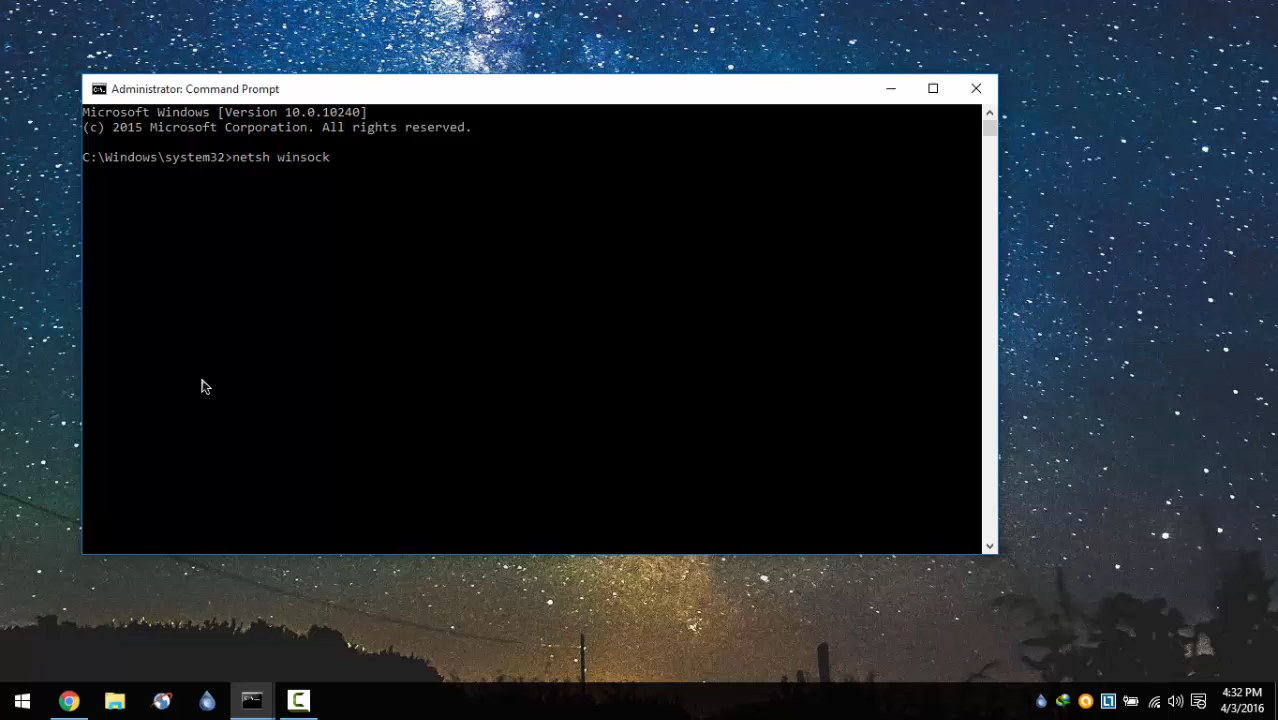 Administrator: Command Prompt
Microsoft Windows [Version 10.0.10240]
(c) 2015 Microsoft Corporation. All rights reserved.
C:\Windows\system32>netsh winsock
4:32 PM
4/3/2016